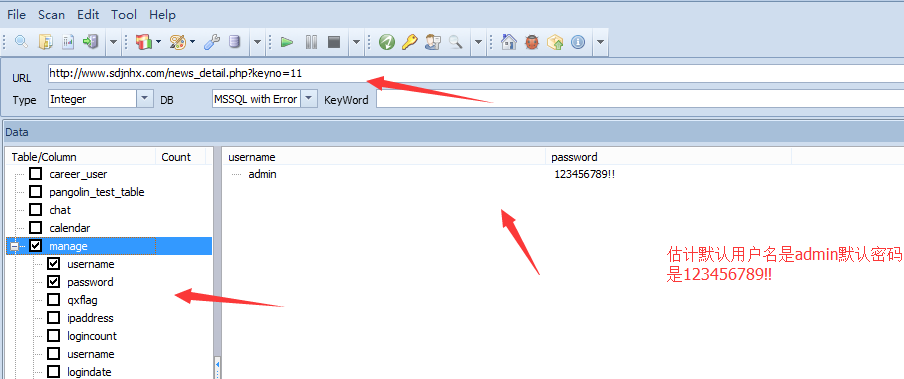 File Scan Edit Tool Help
URL http://www.sdjnhx.com/news_detail.php?keyno=11
Type Integer DB MSSQL with Error KeyWord
Data
Table/Column Count username password
career_user admin 123456789!!
pangolin_test_table
chat
calendar
manage
username
password
qxflag
ipaddress
logincount
username
logindate
估计默认用户名是admin默认密码
是123456789!!